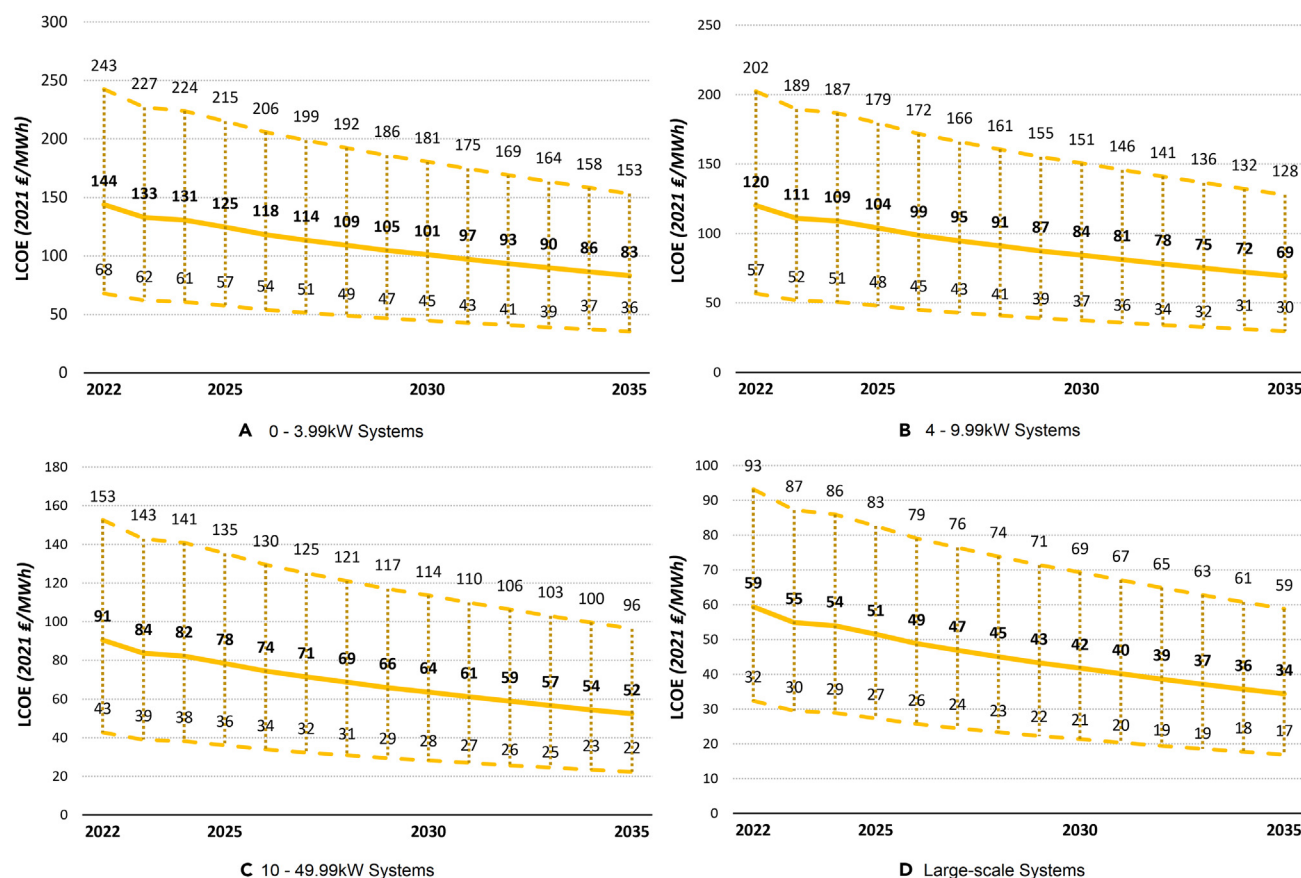 LCOE (2021 £/MWh)
300
250
200
150
100
50
0
243 227 224 215 206 199 192 186 181 175 169 164 158 153
144 133 131 125 118 114 109 105 101 97 93 90 86 83
68 62 61 57 54 51 49 47 45 43 41 39 37 36
2022 2025 2030 2035
A 0 - 3.99kW Systems
LCOE (2021 £/MWh)
250
200
150
100
50
0
202 189 187 179 172 166 161 155 151 146 141 136 132 128
120 111 109 104 99 95 91 87 84 81 78 75 72 69
57 52 51 48 45 43 41 39 37 36 34 32 31 30
2022 2025 2030 2035
B 4 - 9.99kW Systems
LCOE (2021 £/MWh)
180
160
140
120
100
80
60
40
20
0
153 143 141 135 130 125 121 117 114 110 106 103 100 96
91 84 82 78 74 71 69 66 64 61 59 57 54 52
43 39 38 36 34 32 31 29 28 27 26 25 23 22
2022 2025 2030 2035
C 10 - 49.99kW Systems
LCOE (2021 £/MWh)
100
90
80
70
60
50
40
30
20
10
0
93 87 86 83 79 76 74 71 69 67 65 63 61 59
59 55 54 51 49 47 45 43 42 40 39 37 36 34
32 30 29 27 26 24 23 22 21 20 19 19 18 17
2022 2025 2030 2035
D Large-scale Systems